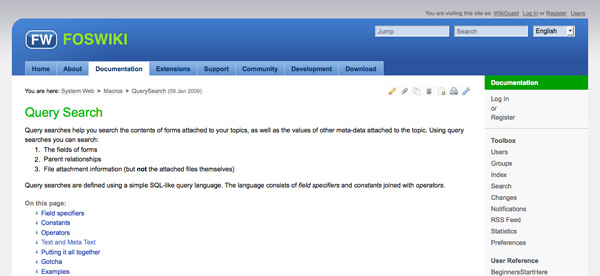 You are visiting this site as: WikiGuest Log In or Register Users
FW FOSWIKI
Jump Search English
Home About Documentation Extensions Support Community Development Download
You are here: System Web > Macros > QuerySearch (09 Jan 2009)
Query Search
Query searches help you search the contents of forms attached to your topics, as well as the values of other meta-data attached to the topic. Using query
searches you can search:
1. The fields of forms
2. Parent relationships
3. File attachment information (but not the attached files themselves)
Query searches are defined using a simple SQL-like query language. The language consists of field specifiers and constants joined with operators.
On this page:
Field specifiers
Constants
Operators
Text and Meta Text
Putting it all together
Gotcha
Examples
Documentation
Log In
or
Register
Toolbox
Users
Groups
Index
Search
Changes
Notifications
RSS Feed
Statistics
Preferences
User Reference
BeginnersStartHere